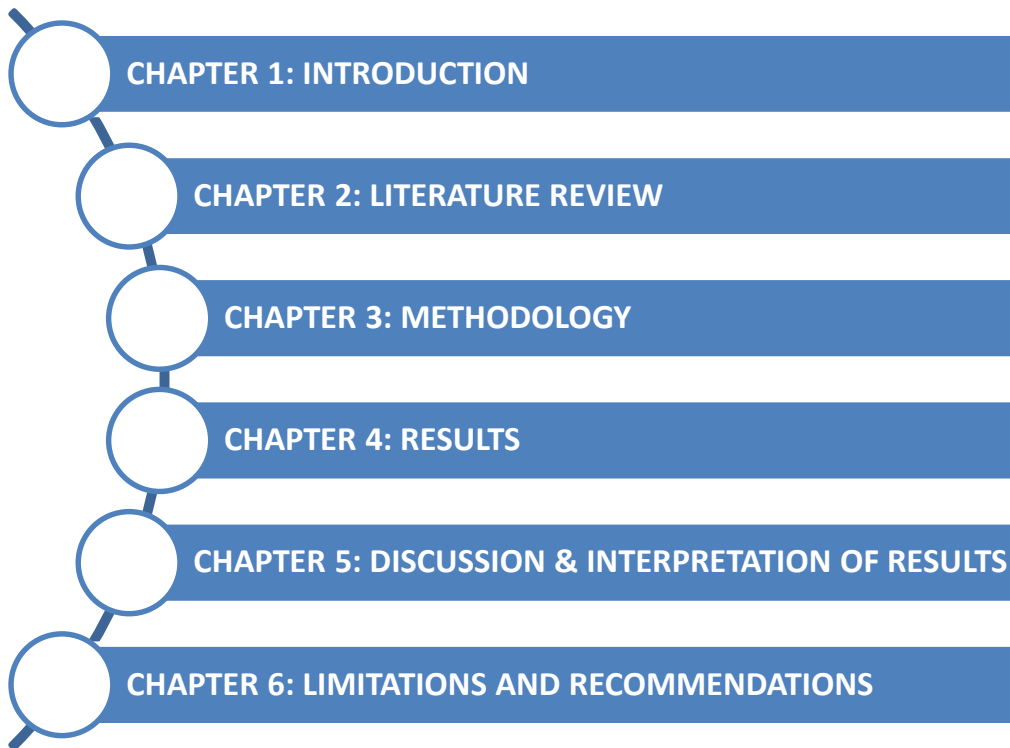 CHAPTER 1: INTRODUCTION
CHAPTER 2: LITERATURE REVIEW
CHAPTER 3: METHODOLOGY
CHAPTER 4: RESULTS
CHAPTER 5: DISCUSSION & INTERPRETATION OF RESULTS
CHAPTER 6: LIMITATIONS AND RECOMMENDATIONS